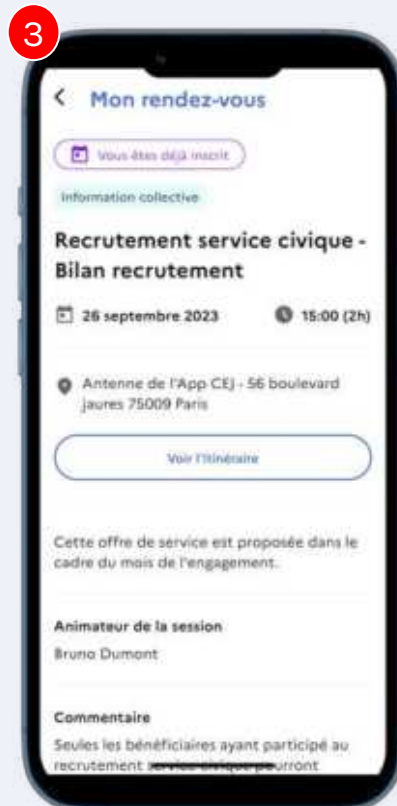 3
Mon rendez-vous
Vous êtes déjà inscrit
Information collective
Recrutement service civique -
Bilan recrutement
26 septembre 2023 15:00 (2h)
Antenne de l'App CEJ - 56 boulevard
jaures 75009 Paris
Voir l'itinéraire
Cette offre de service est proposée dans le
cadre du mois de l'engagement.
Animateur de la session
Bruno Dumont
Commentaire
Seules les bénéficiaires ayant participé au
recrutement service civique pourront